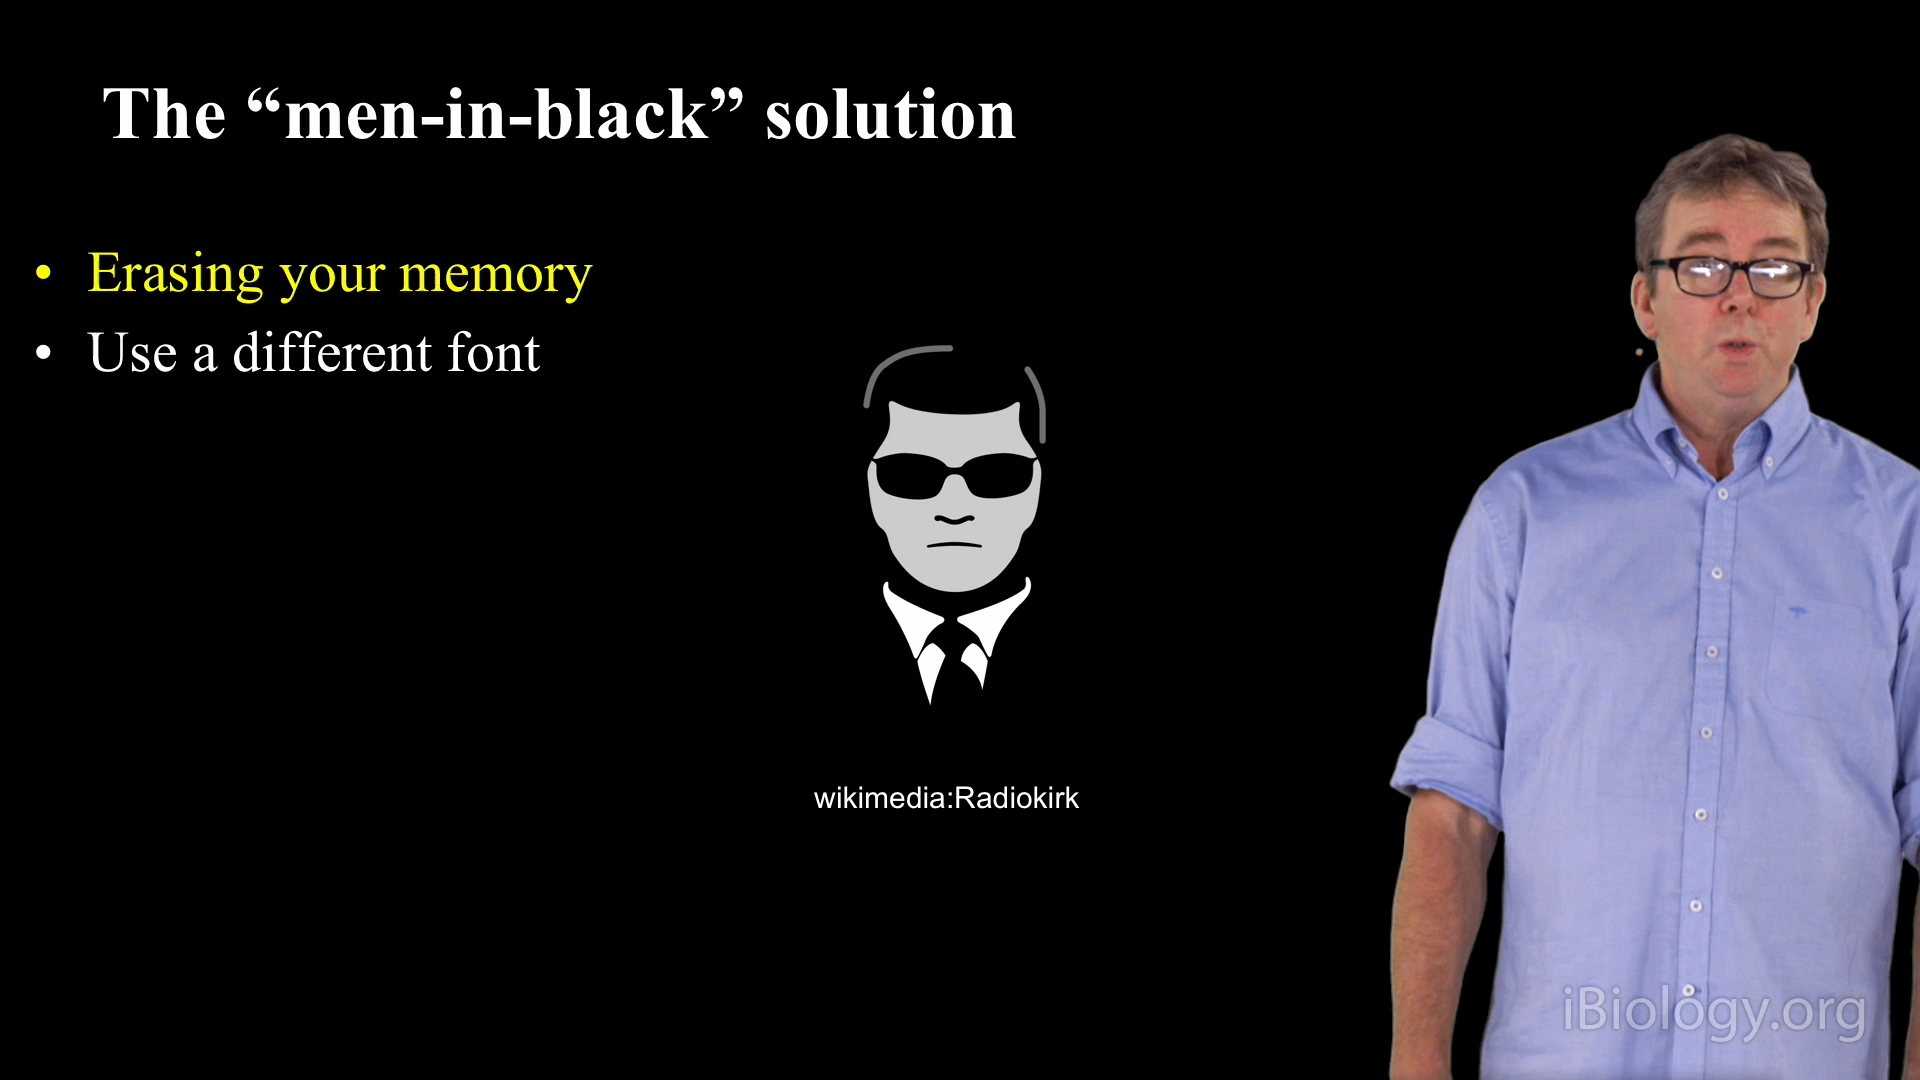 The “men-in-black” solution
• Erasing your memory
• Use a different font
wikimedia:Radiokirk
iBiology.org